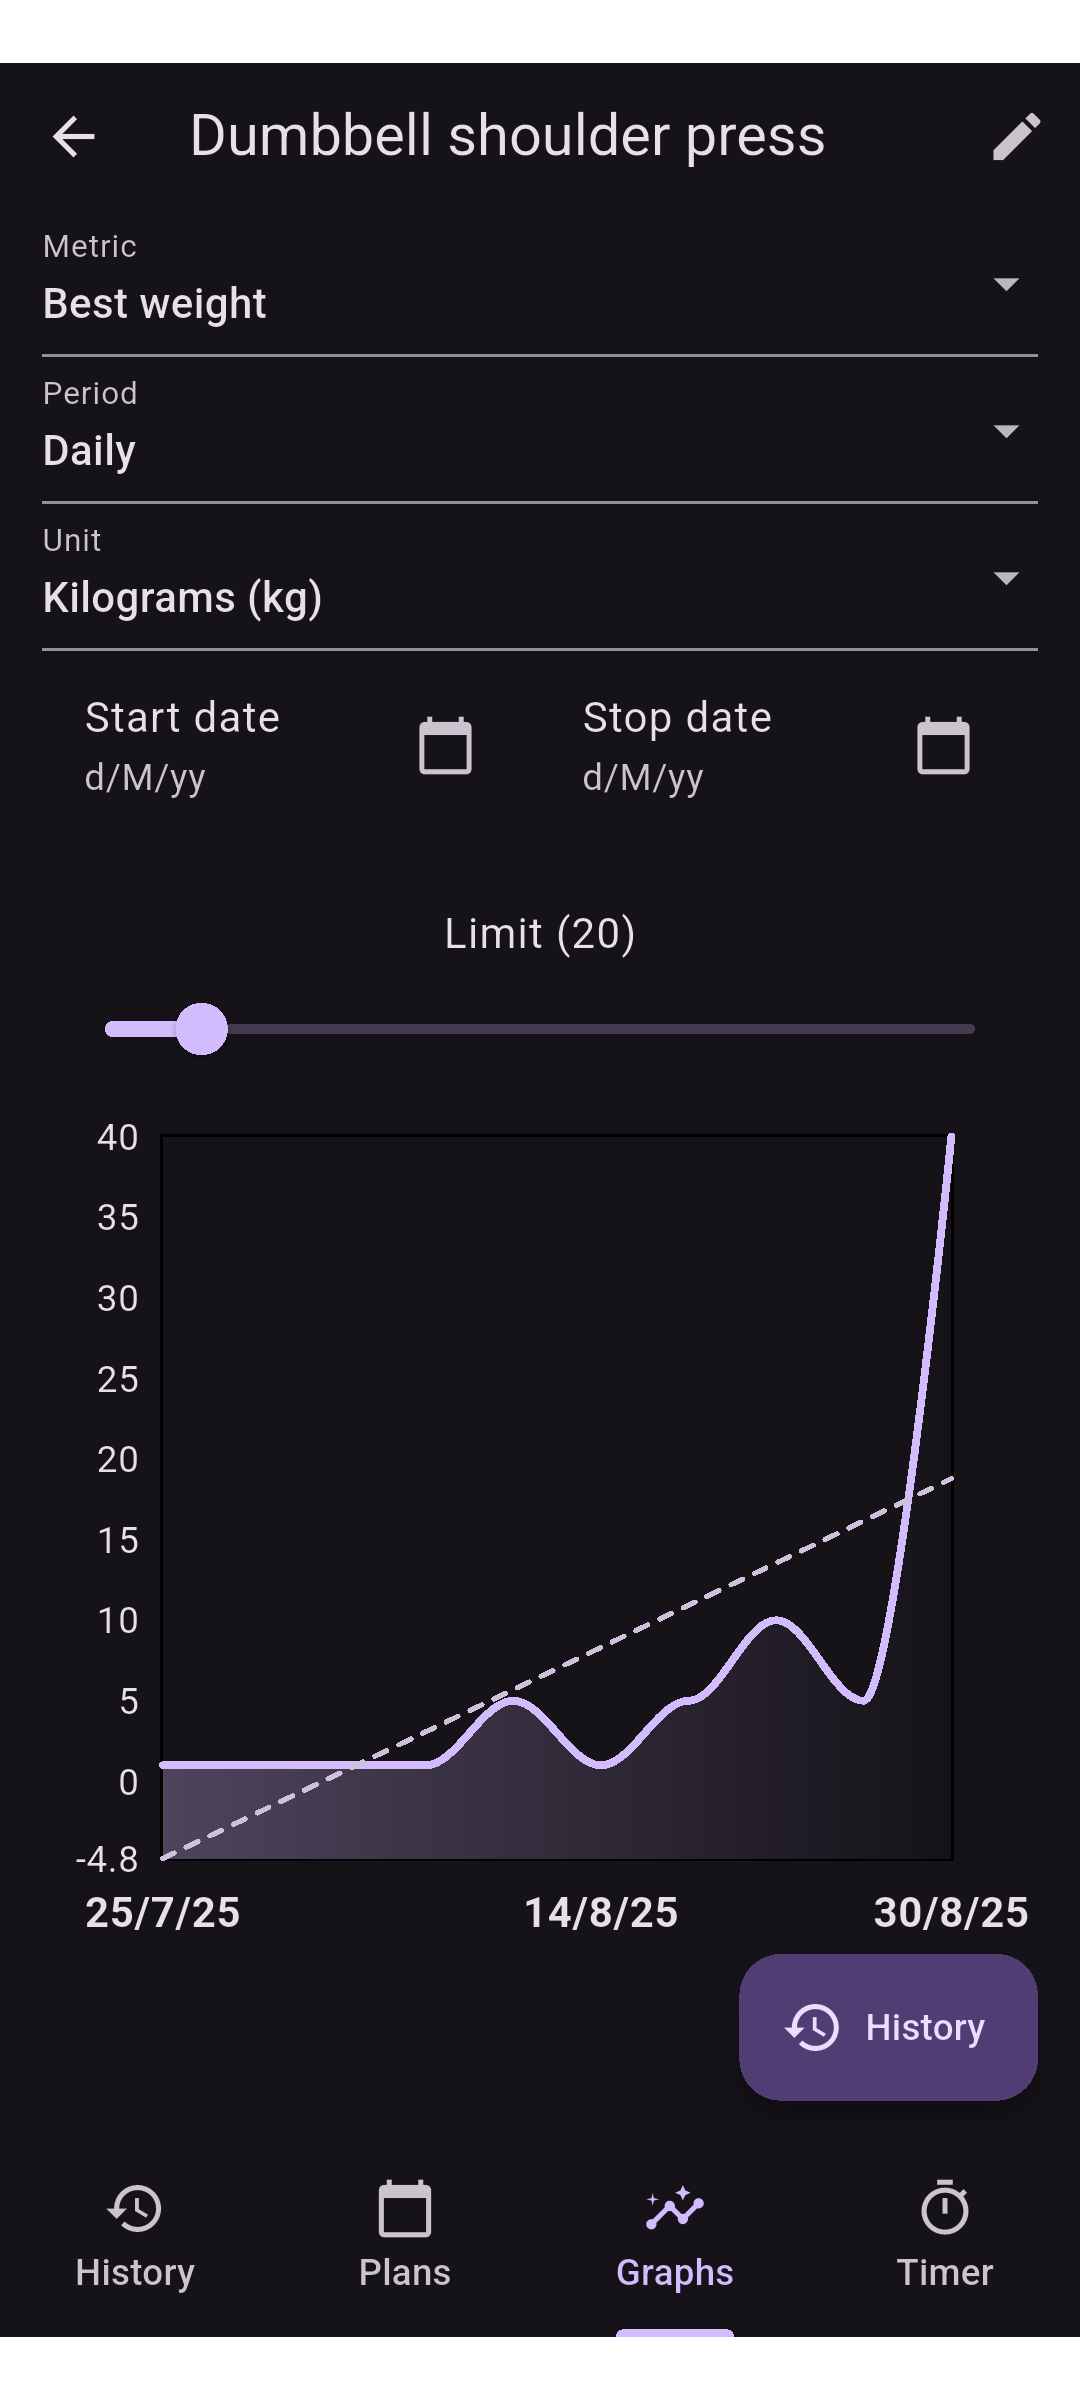 Dumbbell shoulder press
Metric
Best weight
Period
Daily
Unit
Kilograms (kg)
Start date
d/M/yy
Stop date
d/M/yy
Limit (20)
40
35
30
25
20
15
10
5
0
-4.8
25/7/25
14/8/25
30/8/25
History
History
Plans
Graphs
Timer